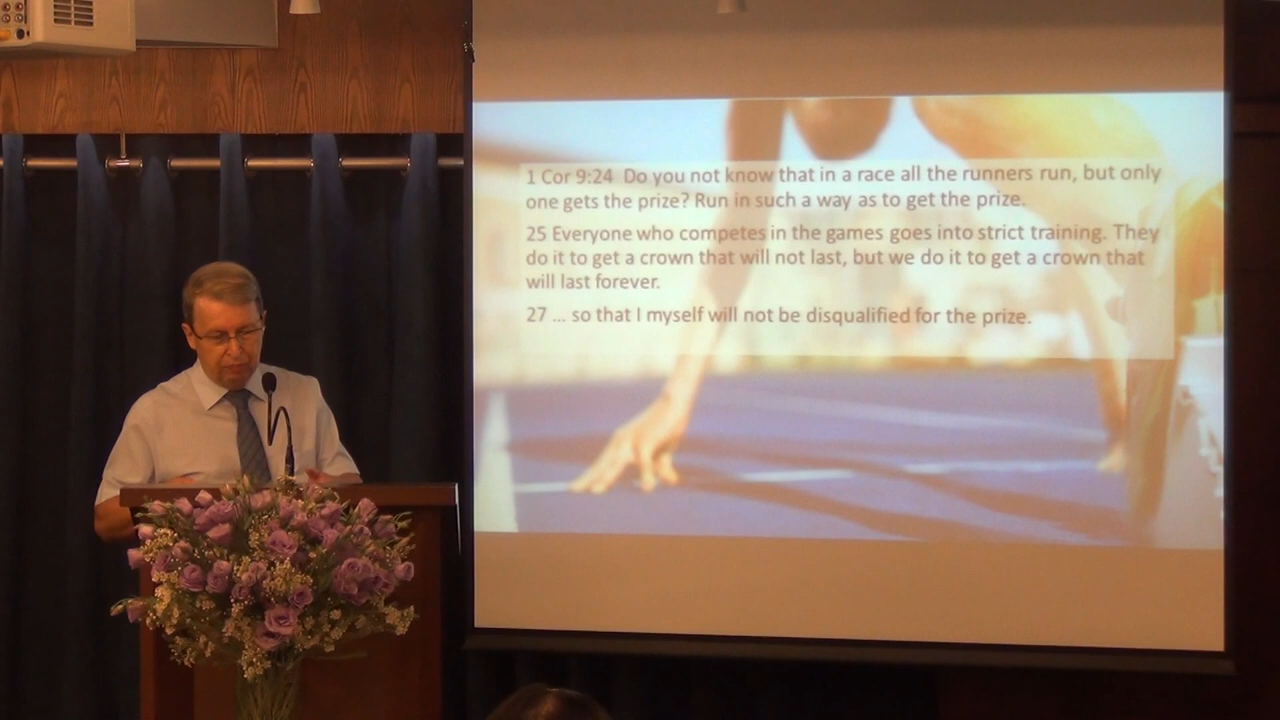 1 Cor 9:24 Do you not know that in a race all the runners run, but only
one gets the prize? Run in such a way as to get the prize.
25 Everyone who competes in the games goes into strict training. They
do it to get a crown that will not last, but we do it to get a crown that
will last forever.
27 ... so that I myself will not be disqualified for the prize.